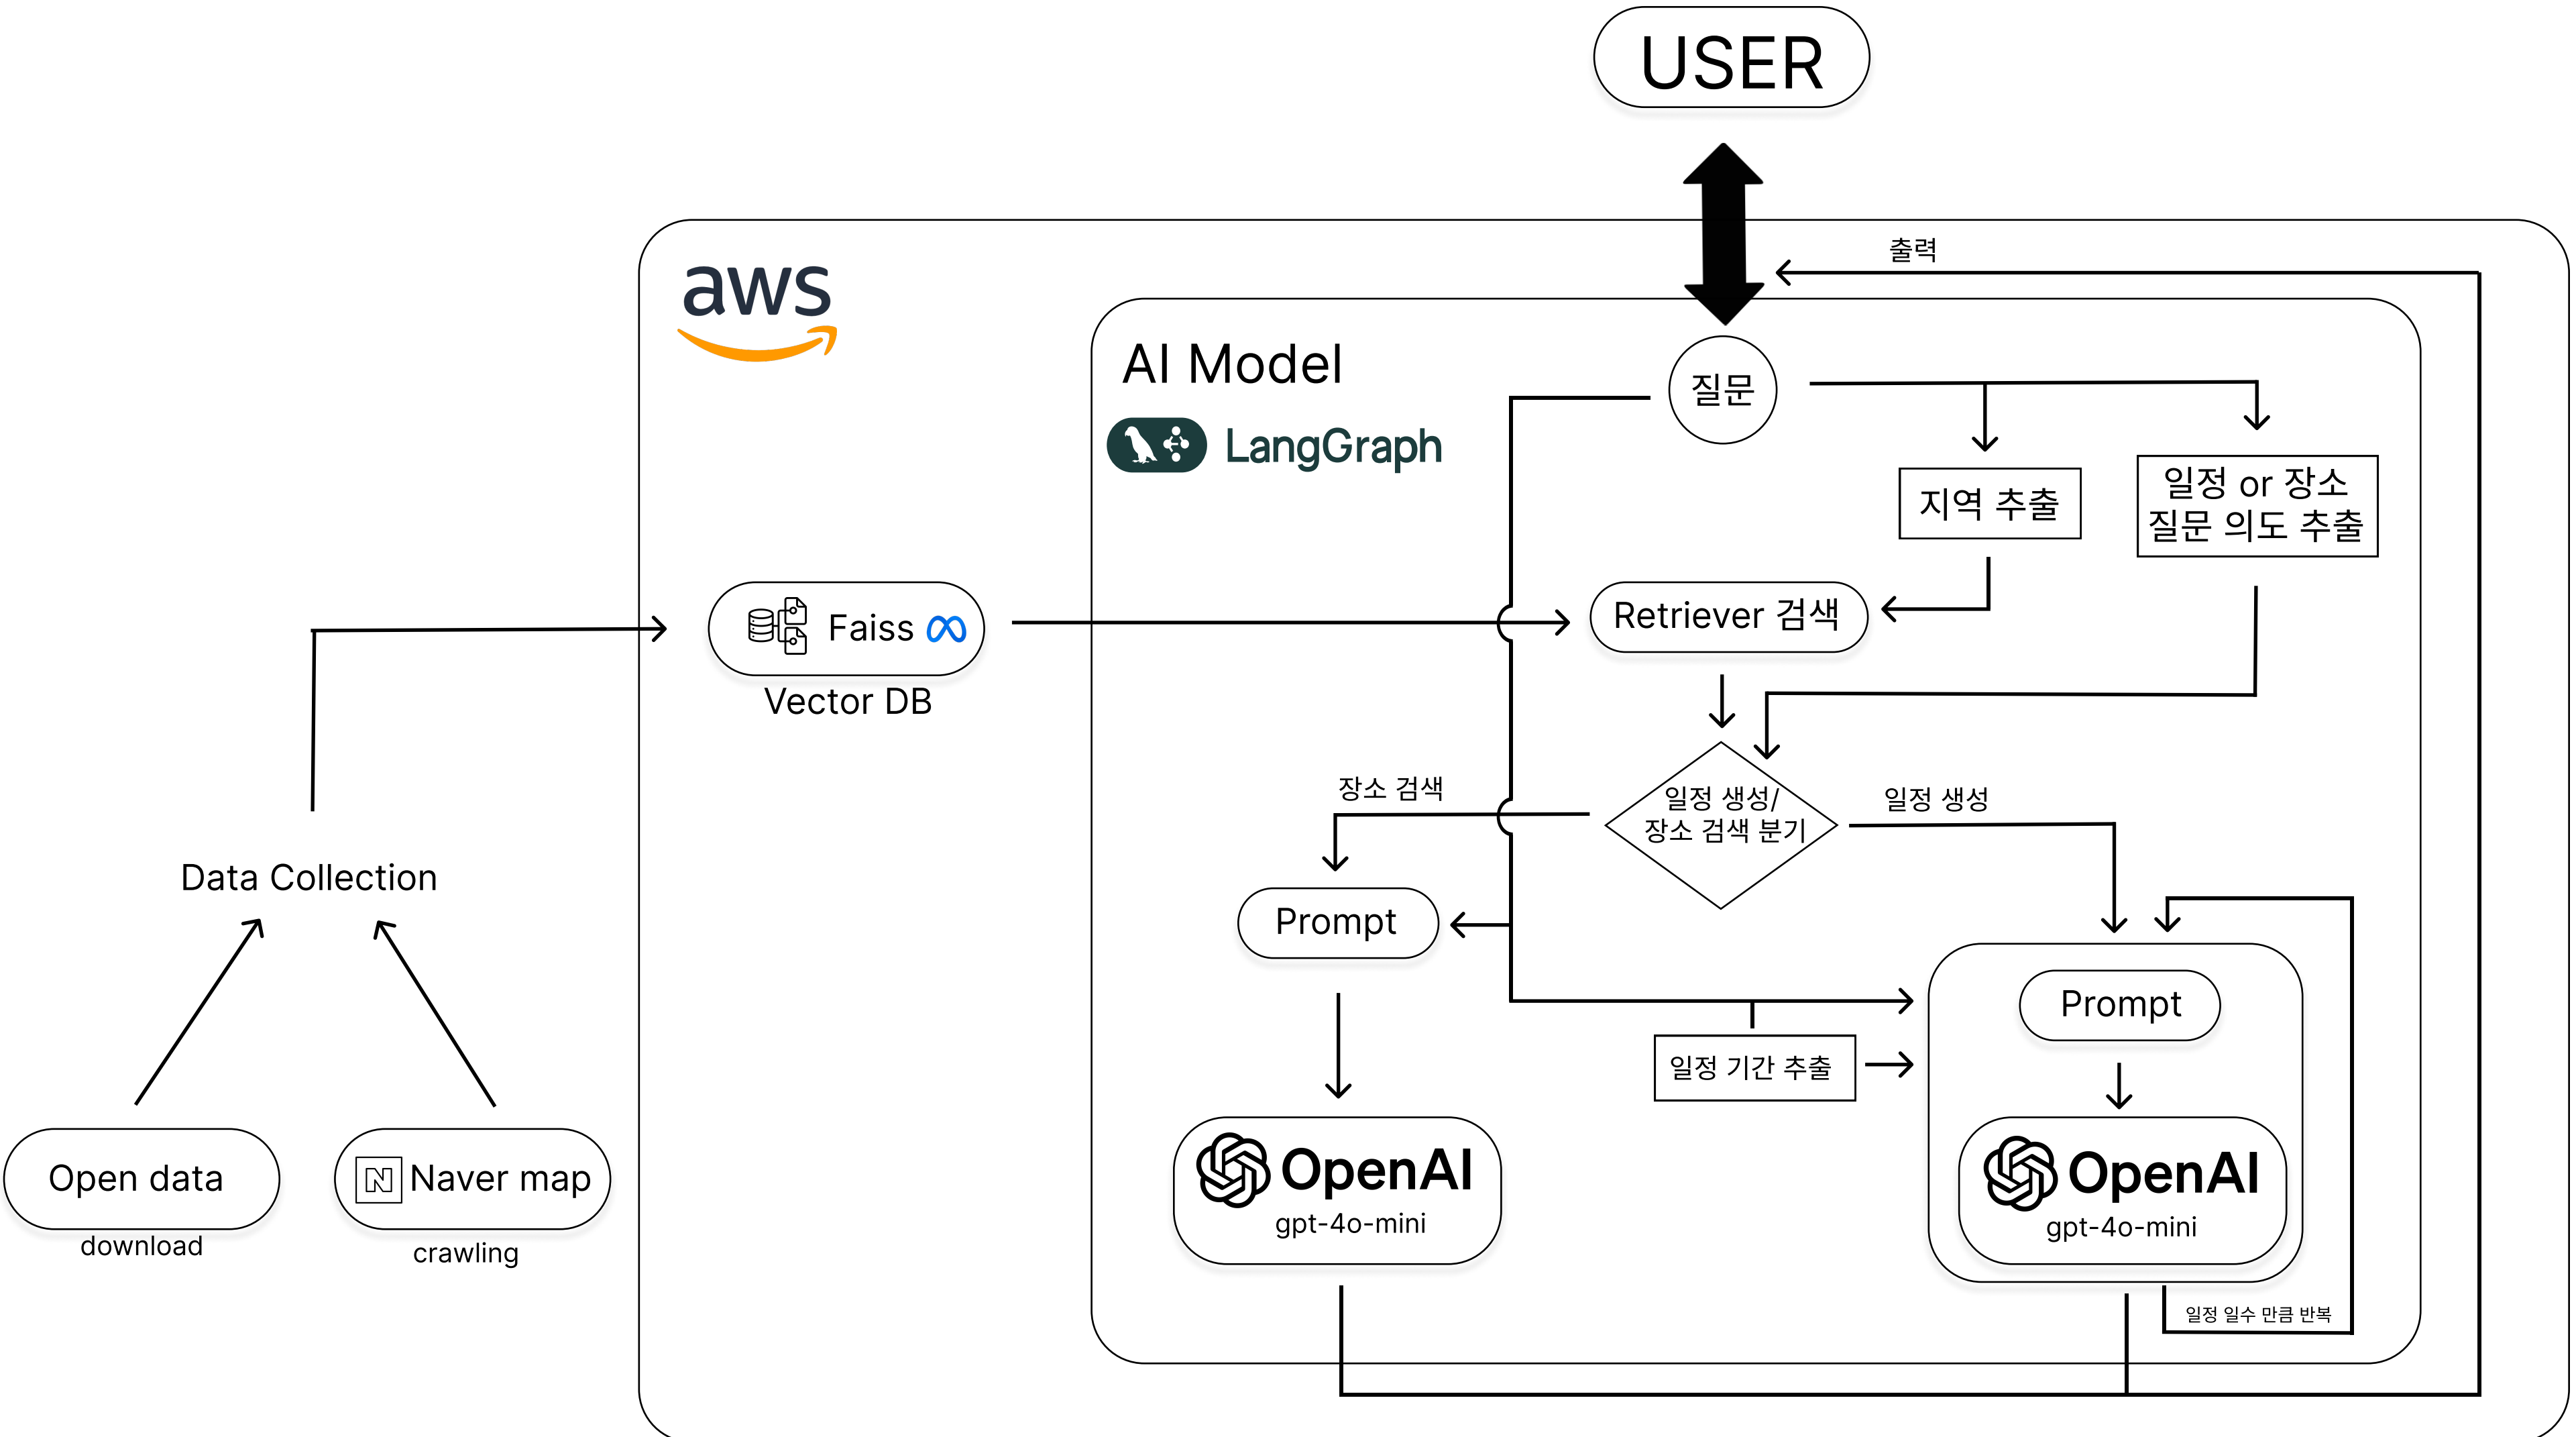 USER
출력
aws
AI Model
LangGraph
질문
지역 추출
일정 or 장소
질문 의도 추출
Retriever 검색
Faiss
Vector DB
장소 검색
일정 생성/
장소 검색 분기
일정 생성
Data Collection
Prompt
Prompt
일정 기간 추출
Open data
download
N
Naver map
crawling
OpenAI
gpt-4o-mini
OpenAI
gpt-4o-mini
일정 일수 만큼 반복